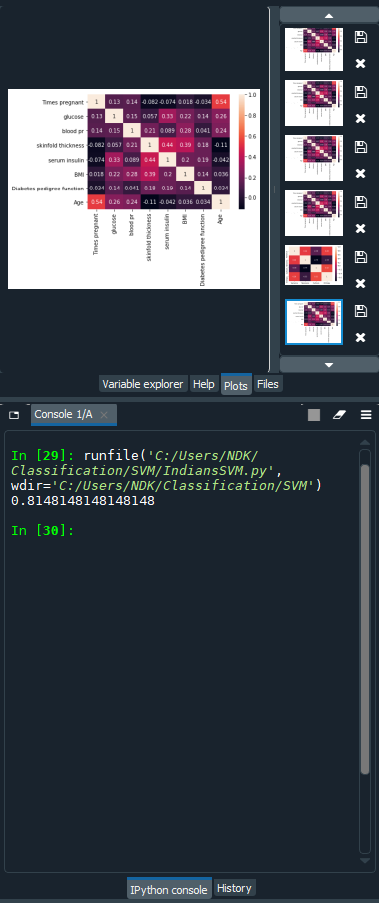 Times pregnant 1 0.13 0.14 -0.082 -0.074 0.018 -0.034 0.54
glucose 0.13 1 0.15 0.057 0.33 0.22 0.14 0.26
blood pr 0.14 0.15 1 0.21 0.089 0.28 0.041 0.24
skinfold thickness -0.082 0.057 0.21 1 0.44 0.39 0.18 -0.11
serum insulin -0.074 0.33 0.089 0.44 1 0.2 0.19 -0.042
BMI 0.018 0.22 0.28 0.39 0.2 1 0.14 0.036
Diabetes pedigree function -0.034 0.14 0.041 0.18 0.19 0.14 1 0.034
Age 0.54 0.26 0.24 -0.11 -0.042 0.036 0.034 1
Times pregnant
glucose
blood pr
skinfold thickness
serum insulin
BMI
Diabetes pedigree function
Age
1.0
0.8
0.6
0.4
0.2
0.0
Variable explorer Help Plots Files
Console 1/A
In [29]: runfile('C:/Users/NDK/
Classification/SVM/IndiansSVM.py',
wdir='C:/Users/NDK/Classification/SVM')
0.8148148148148148
In [30]:
IPython console History